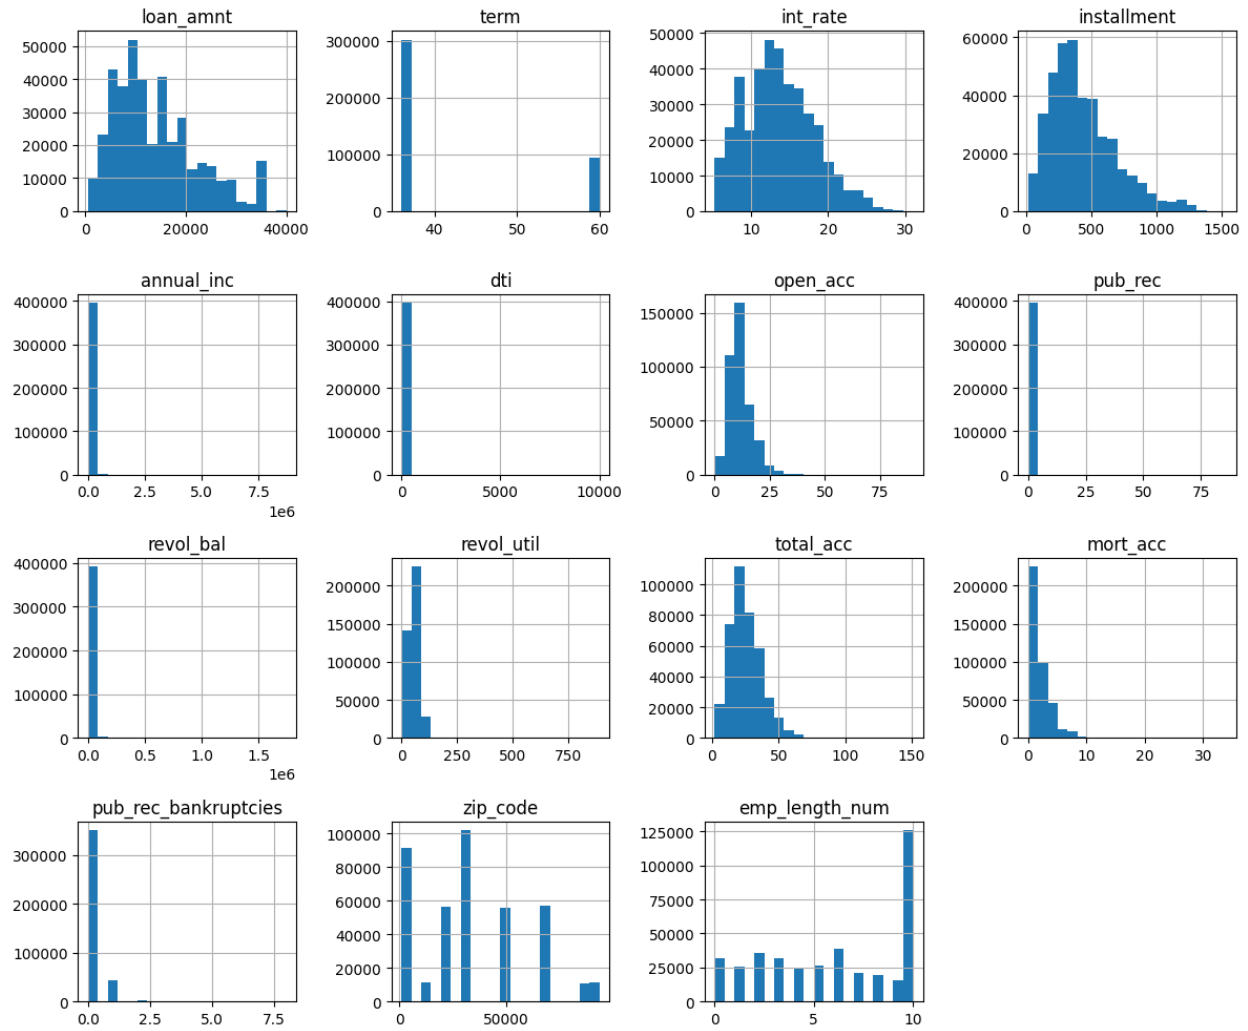 loan_amnt
50000
40000
30000
20000
10000
0
0 20000 40000
term
300000
200000
100000
0
40 50 60
int_rate
50000
40000
30000
20000
10000
0
10 20 30
installment
60000
40000
20000
0
0 500 1000 1500
annual_inc
400000
300000
200000
100000
0
0.0 2.5 5.0 7.5
1e6
dti
400000
300000
200000
100000
0
0 5000 10000
open_acc
150000
100000
50000
0
0 25 50 75
pub_rec
400000
300000
200000
100000
0
0 25 50 75
revol_bal
400000
300000
200000
100000
0
0.0 0.5 1.0 1.5
1e6
revol_util
200000
150000
100000
50000
0
0 250 500 750
total_acc
100000
80000
60000
40000
20000
0
0 50 100 150
mort_acc
200000
150000
100000
50000
0
0 10 20 30
pub_rec_bankruptcies
300000
200000
100000
0
0.0 2.5 5.0 7.5
zip_code
100000
80000
60000
40000
20000
0
0 50000
emp_length_num
125000
100000
75000
50000
25000
0
0 5 10